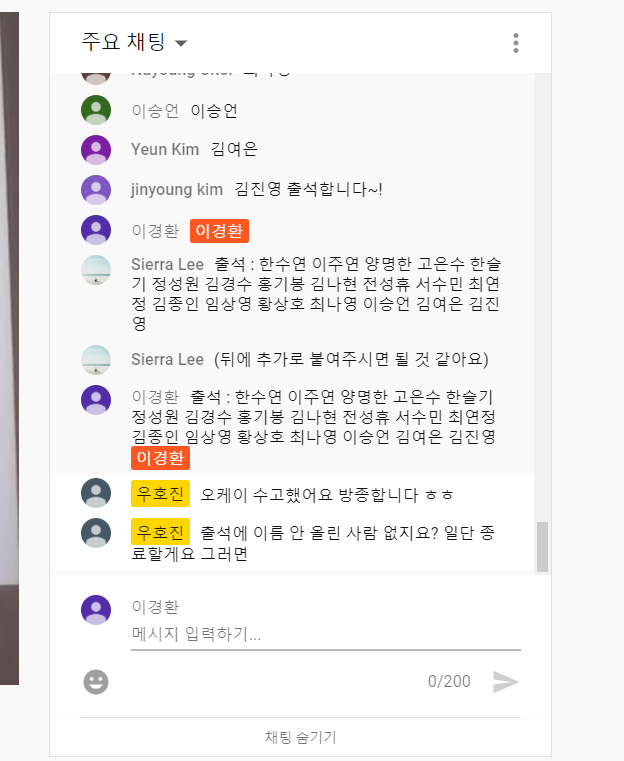 주요 채팅
이승언 이승언
Yeun Kim 김여은
jinyoung kim 김진영 출석합니다~!
이경환 이경환
Sierra Lee 출석 : 한수연 이주연 양명한 고은수 한슬
기 정성원 김경수 홍기봉 김나현 전성휴 서수민 최연
정 김종인 임상영 황상호 최나영 이승언 김여은 김진
영
Sierra Lee (뒤에 추가로 붙여주시면 될 것 같아요)
이경환 출석 : 한수연 이주연 양명한 고은수 한슬기
정성원 김경수 홍기봉 김나현 전성휴 서수민 최연정
김종인 임상영 황상호 최나영 이승언 김여은 김진영
이경환
우호진 오케이 수고했어요 방종합니다 ㅎㅎ
우호진 출석에 이름 안 올린 사람 없지요? 일단 종
료할게요 그러면
이경환
메시지 입력하기...
0/200
채팅 숨기기